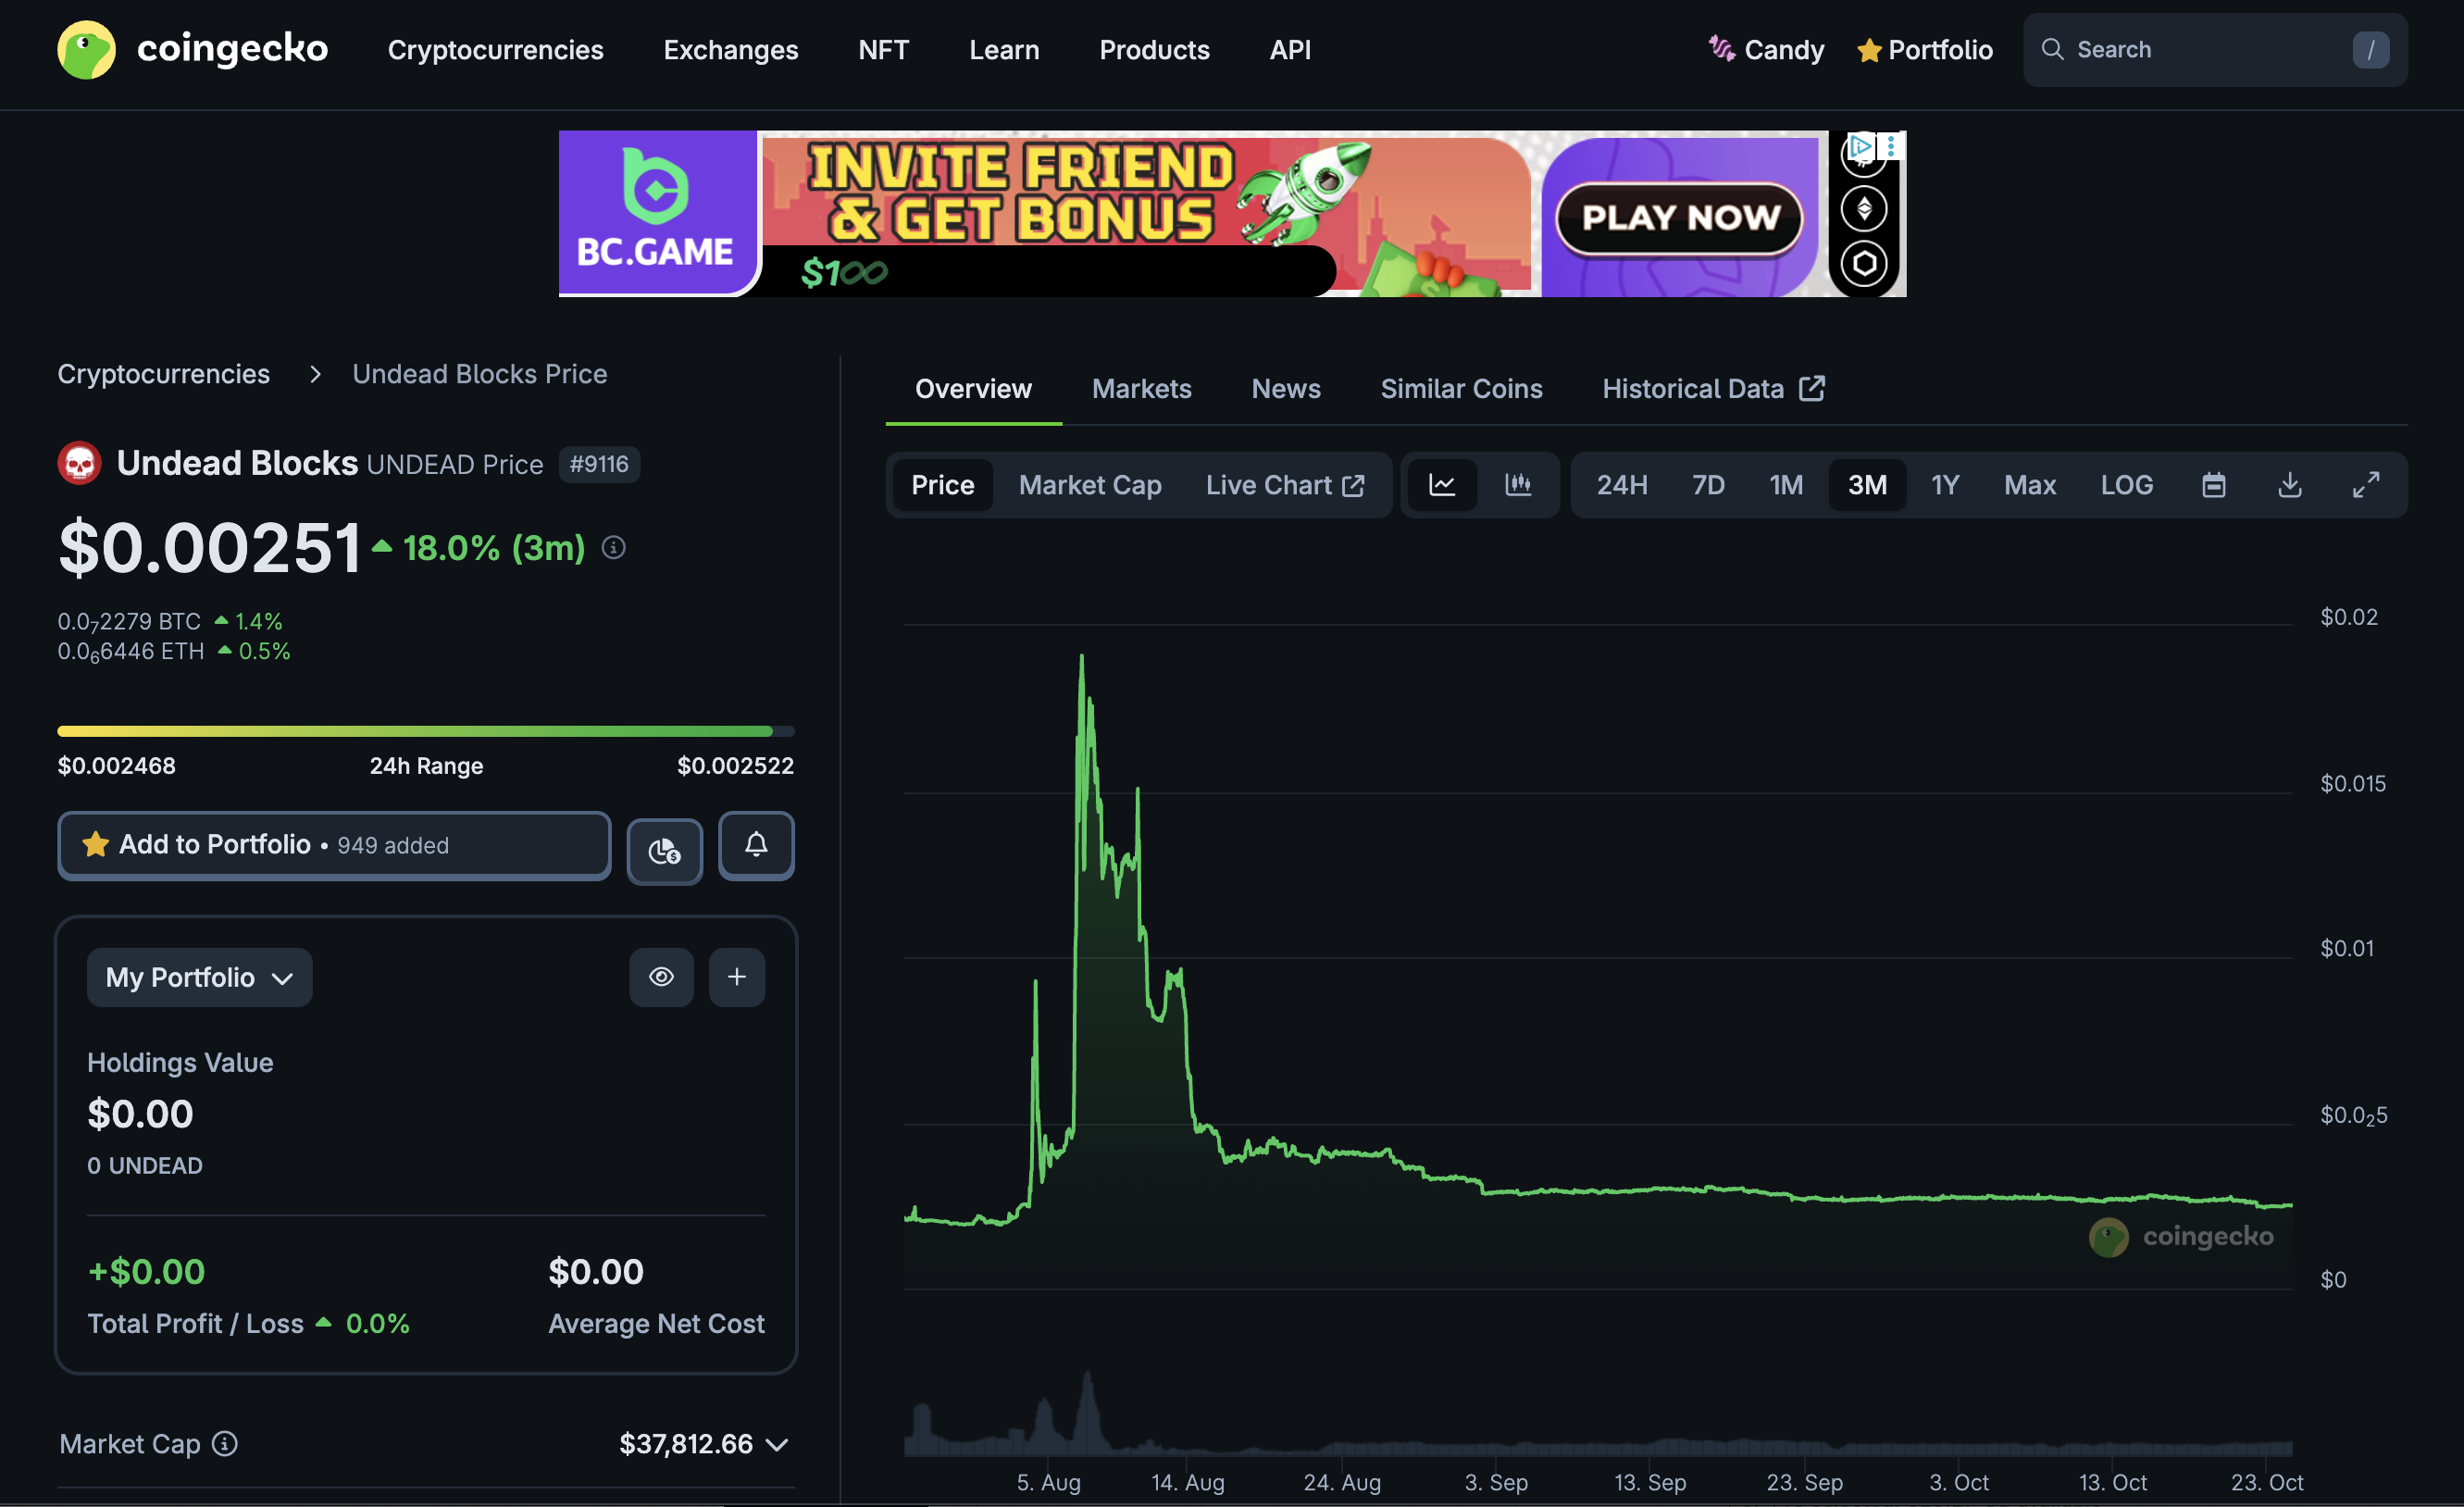 coingecko
Cryptocurrencies Exchanges NFT Learn Products API
Candy Portfolio Search /
BC.GAME
INVITE FRIEND
& GET BONUS
$100
PLAY NOW
Cryptocurrencies > Undead Blocks Price
Undead Blocks UNDEAD Price #9116
$0.00251 18.0% (3m)
0.0₇2279 BTC 1.4%
0.0₆6446 ETH 0.5%
$0.002468 24h Range $0.002522
Add to Portfolio • 949 added
My Portfolio
Holdings Value
$0.00
0 UNDEAD
+$0.00
Total Profit / Loss 0.0%
$0.00
Average Net Cost
Market Cap $37,812.66
Overview Markets News Similar Coins Historical Data
Price Market Cap Live Chart 24H 7D 1M 3M 1Y Max LOG
$0.02
$0.015
$0.01
$0.0₂5
$0
coingecko
5. Aug 14. Aug 24. Aug 3. Sep 13. Sep 23. Sep 3. Oct 13. Oct 23. Oct